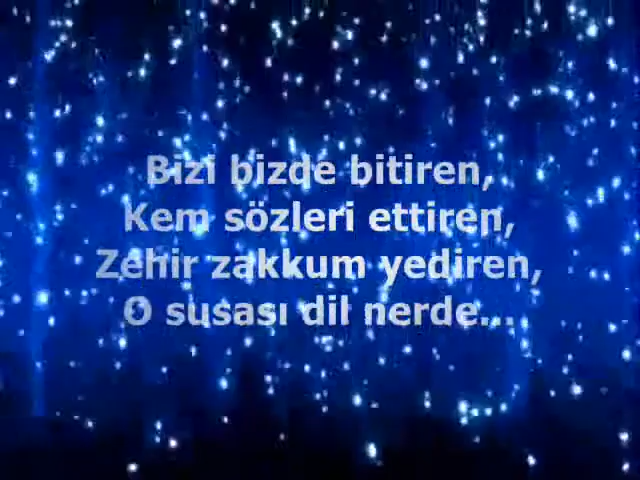 Bizi bizde bitiren,
Kem sözleri ettiren,
Zehir zakkum yediren,
O susası dil nerde...